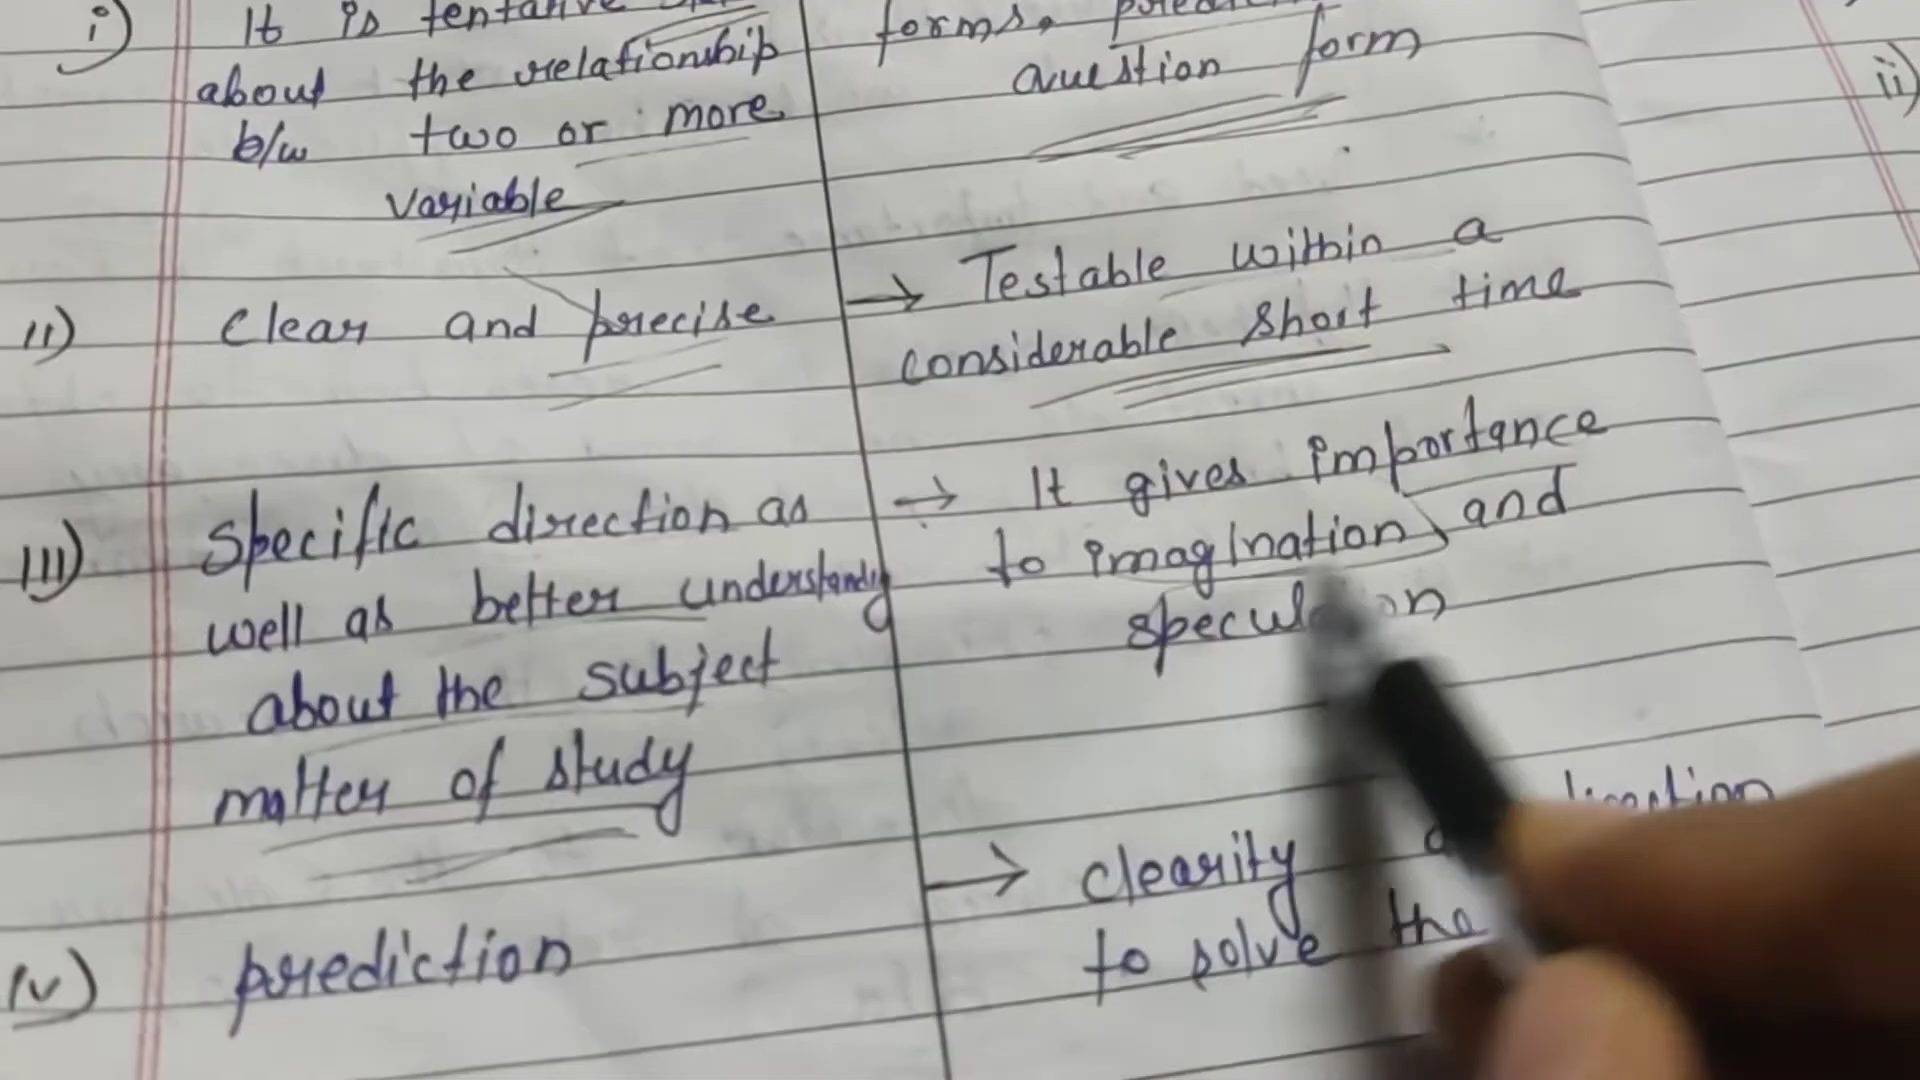 i) It is tentative
about the relationship
b/w two or more
variable
II) Clear and precise
III) Specific direction as
well as better understandig
about the subject
matter of study
IV) prediction
forms,
question form
→ Testable within a
considerable short time
→ It gives importance
to imagination, and
→ clearity
to solve the
ii)